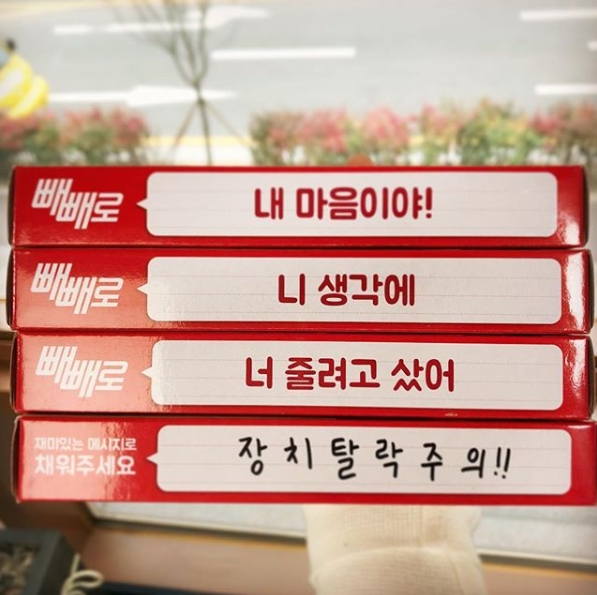 빼빼로 내 마음이야!
빼빼로 니 생각에
빼빼로 너 줄려고 샀어
재미있는 메시지로
채워주세요
장치탈락주의!!